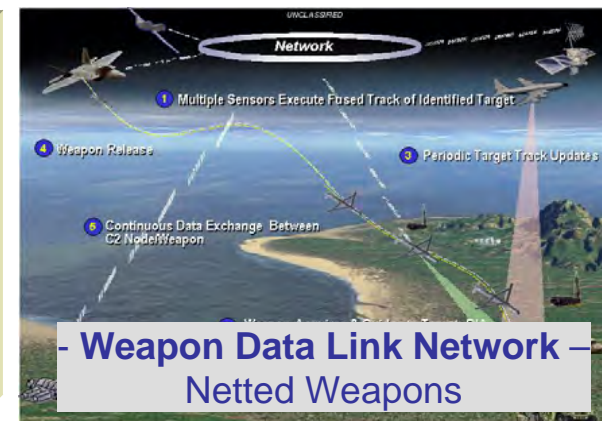 UNCLASSIFIED
Network
1 Multiple Sensors Execute Fused Track of Identified Target
4 Weapon Release
3 Periodic Target Track Updates
5 Continuous Data Exchange Between
C2 Node/Weapon
- Weapon Data Link Network –
Netted Weapons